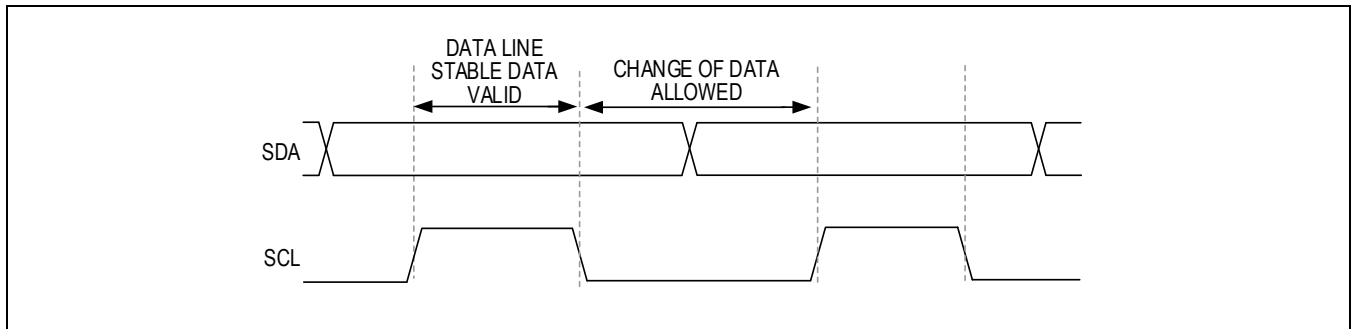 DATA LINE
STABLE DATA
VALID
CHANGE OF DATA
ALLOWED
SDA
SCL